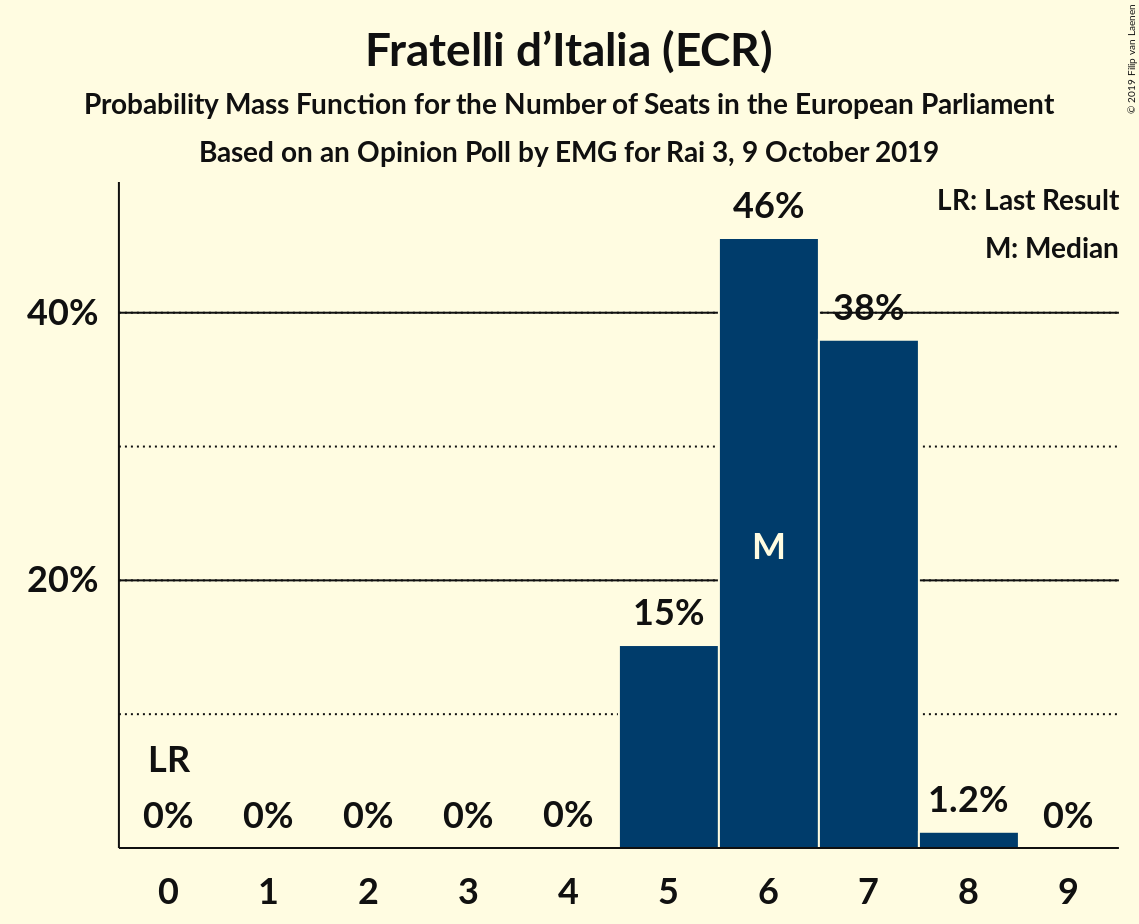 Fratelli d’Italia (ECR)
Probability Mass Function for the Number of Seats in the European Parliament
Based on an Opinion Poll by EMG for Rai 3, 9 October 2019
© 2019 Filip van Laenen
LR: Last Result
M: Median
46%
40%
38%
M
20%
15%
LR
0%
0%
0%
0%
0%
1.2%
0%
0 1 2 3 4 5 6 7 8 9